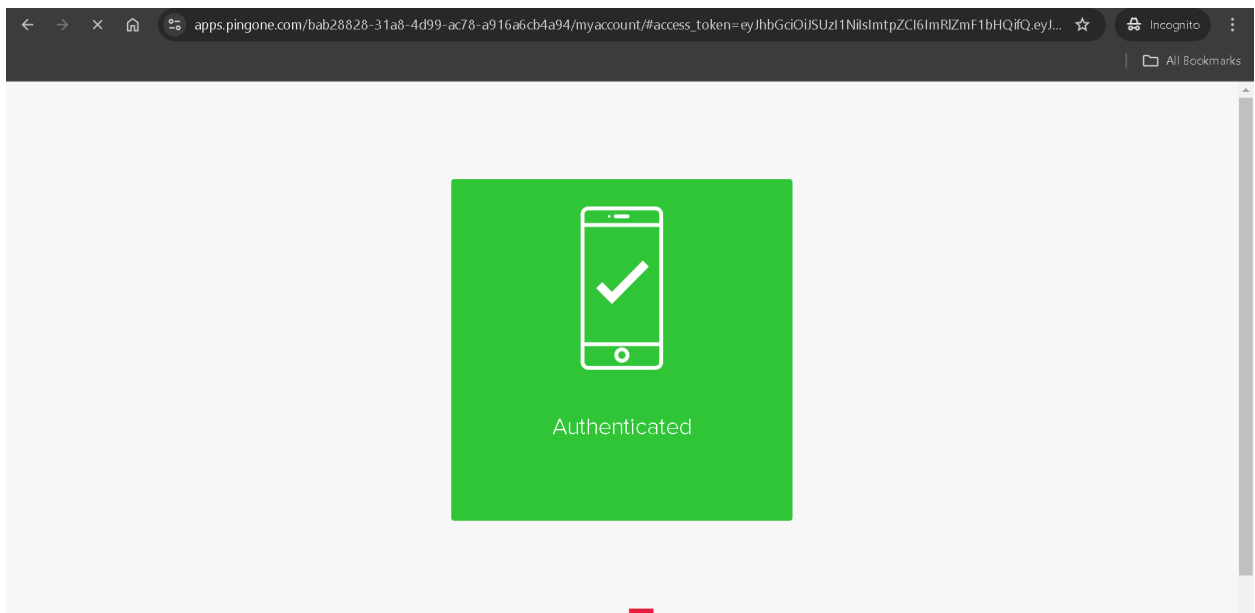 apps.pingone.com/bab28828-31a8-4d99-ac78-a916a6cb4a94/myaccount/#access_token=eyJhbGciOiJSUzI1NiIsImtpZCI6ImRlZmF1bHQifQ.eyJ...
Incognito
All Bookmarks
Authenticated